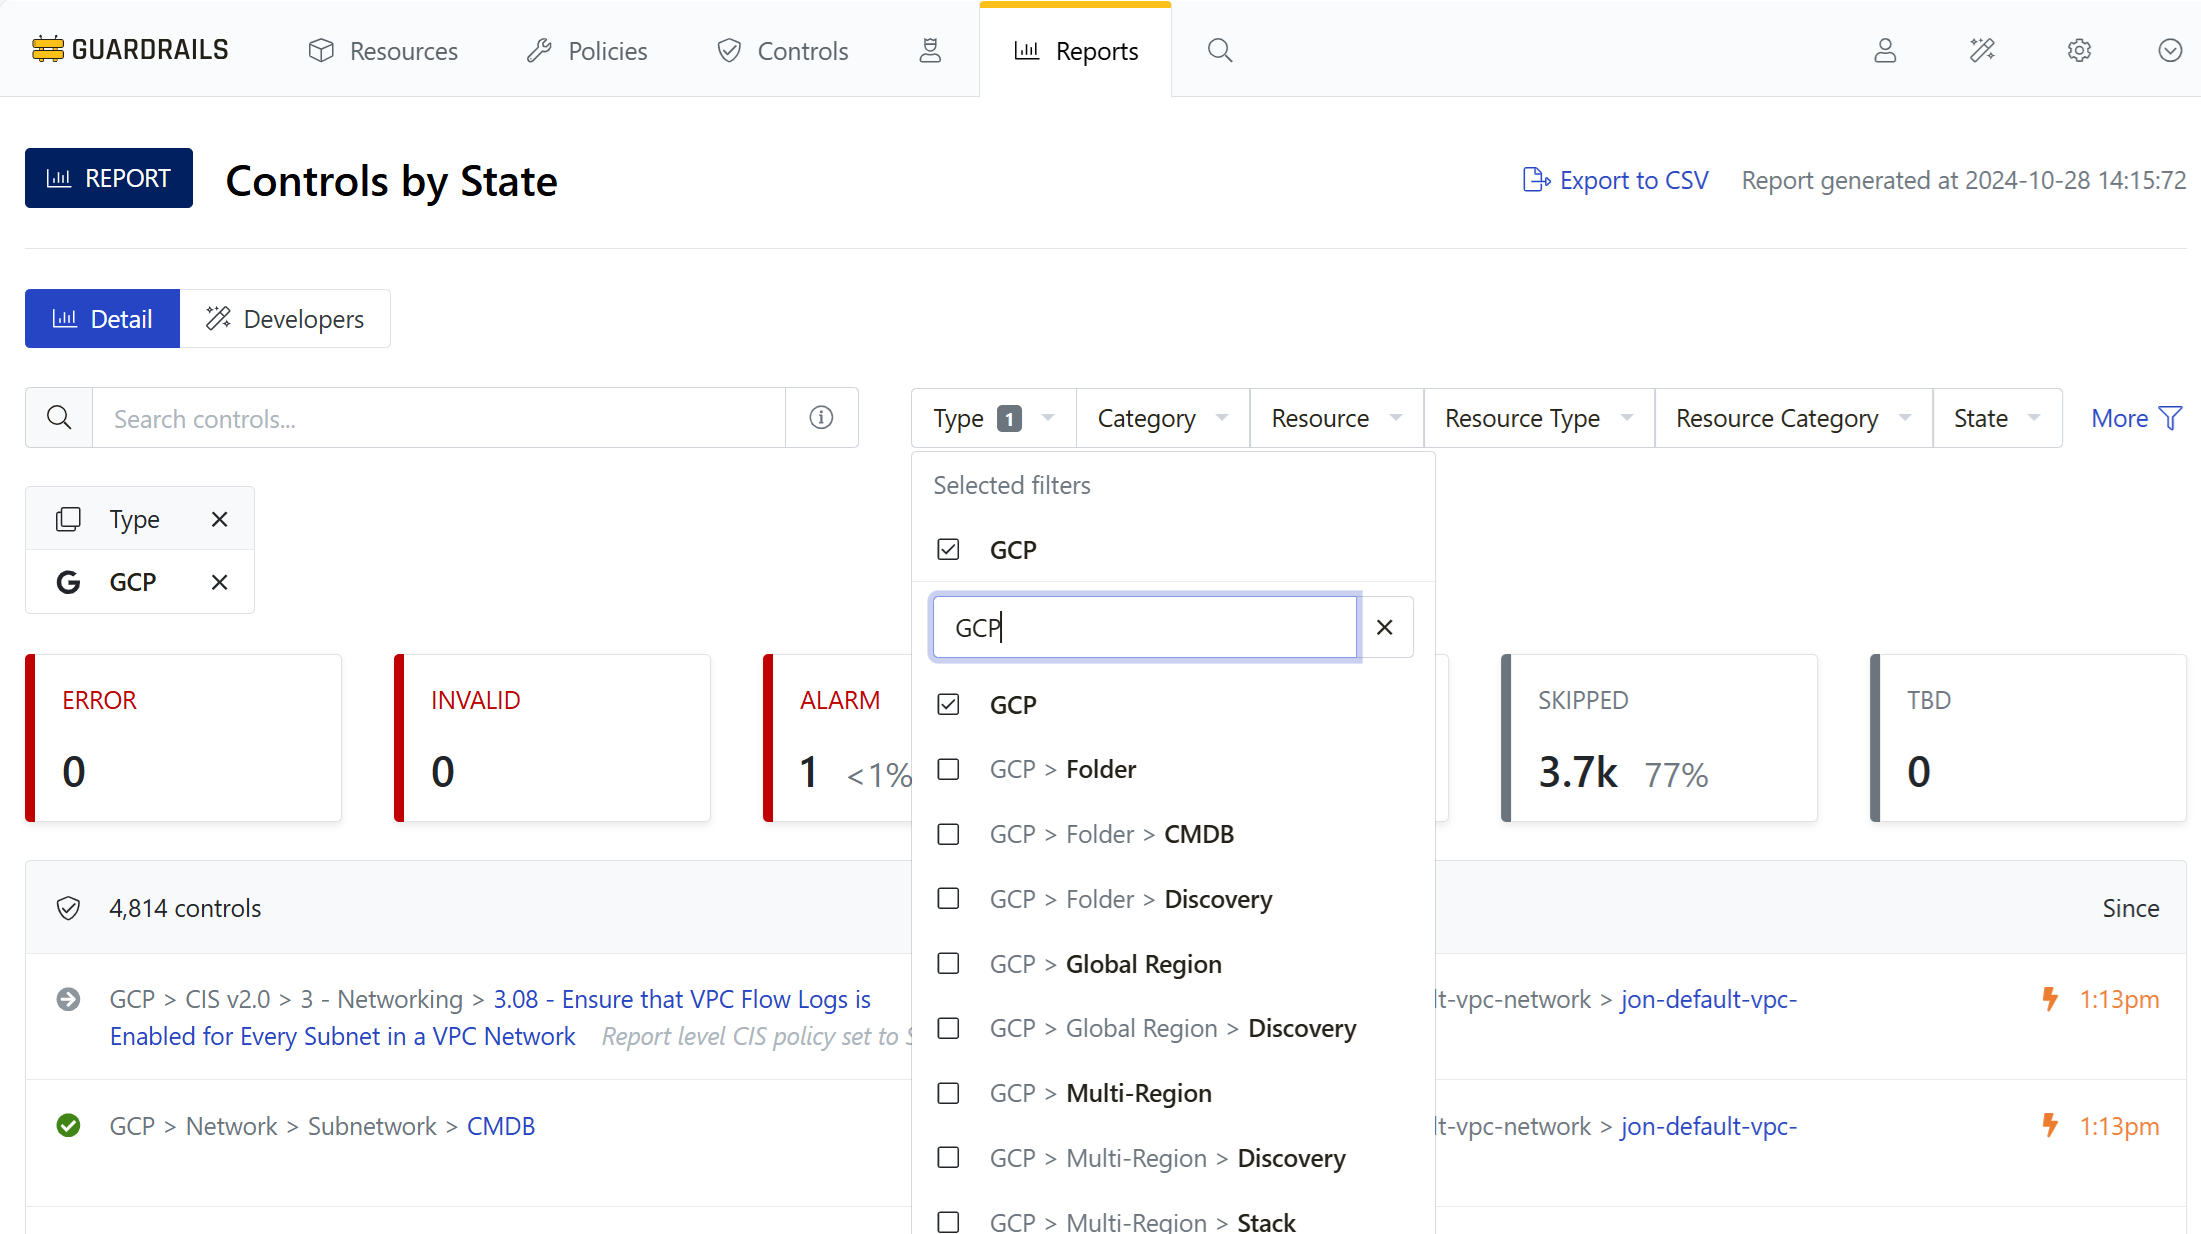 GUARDRAILS
Resources
Policies
Controls
Reports
REPORT
Controls by State
Export to CSV
Report generated at 2024-10-28 14:15:72
Detail
Developers
Search controls...
Type 1
Category
Resource
Resource Type
Resource Category
State
More
Type
GCP
Selected filters
GCP
GCP
GCP
GCP > Folder
GCP > Folder > CMDB
GCP > Folder > Discovery
GCP > Global Region
GCP > Global Region > Discovery
GCP > Multi-Region
GCP > Multi-Region > Discovery
GCP > Multi-Region > Stack
ERROR
0
INVALID
0
ALARM
1 <1%
SKIPPED
3.7k 77%
TBD
0
4,814 controls
Since
GCP > CIS v2.0 > 3 - Networking > 3.08 - Ensure that VPC Flow Logs is
Enabled for Every Subnet in a VPC Network Report level CIS policy set to
lt-vpc-network > jon-default-vpc-
1:13pm
GCP > Network > Subnetwork > CMDB
lt-vpc-network > jon-default-vpc-
1:13pm